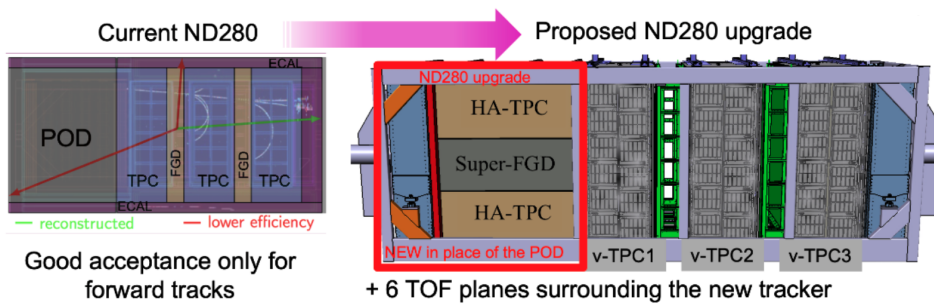 Current ND280
Proposed ND280 upgrade
ECAL
POD
FGD
FGD
TPC
TPC
TPC
ECAL
reconstructed
lower efficiency
Good acceptance only for
forward tracks
ND280 upgrade
HA-TPC
Super-FGD
HA-TPC
NEW in place of the POD
v-TPC1
v-TPC2
v-TPC3
+ 6 TOF planes surrounding the new tracker